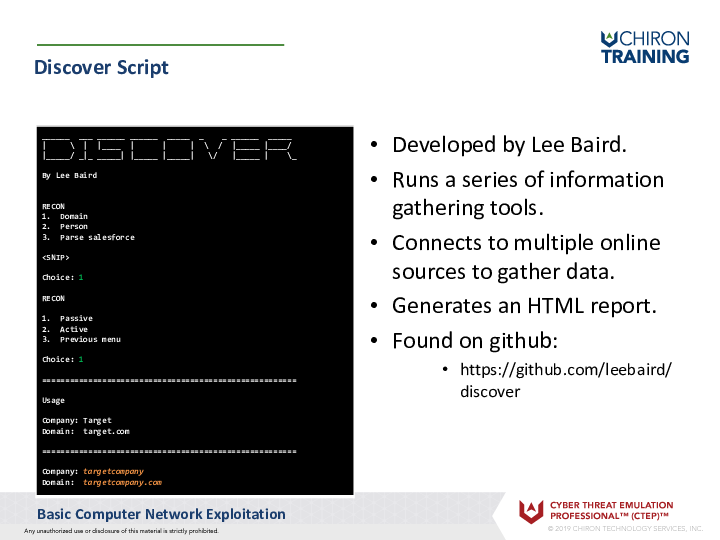 CHIRON
TRAINING
Discover Script
DISCOVER
By Lee Baird
RECON
1. Domain
2. Person
3. Parse salesforce
<SNIP>
Choice: 1
RECON
1. Passive
2. Active
3. Previous menu
Choice: 1
======================================================
Usage
Company: Target
Domain: target.com
======================================================
Company: targetcompany
Domain: targetcompany.com
• Developed by Lee Baird.
• Runs a series of information
gathering tools.
• Connects to multiple online
sources to gather data.
• Generates an HTML report.
• Found on github:
• https://github.com/leebaird/
discover
Basic Computer Network Exploitation
CYBER THREAT EMULATION
PROFESSIONAL™ (CTEP)™
Any unauthorized use or disclosure of this material is strictly prohibited.
© 2019 CHIRON TECHNOLOGY SERVICES, INC.